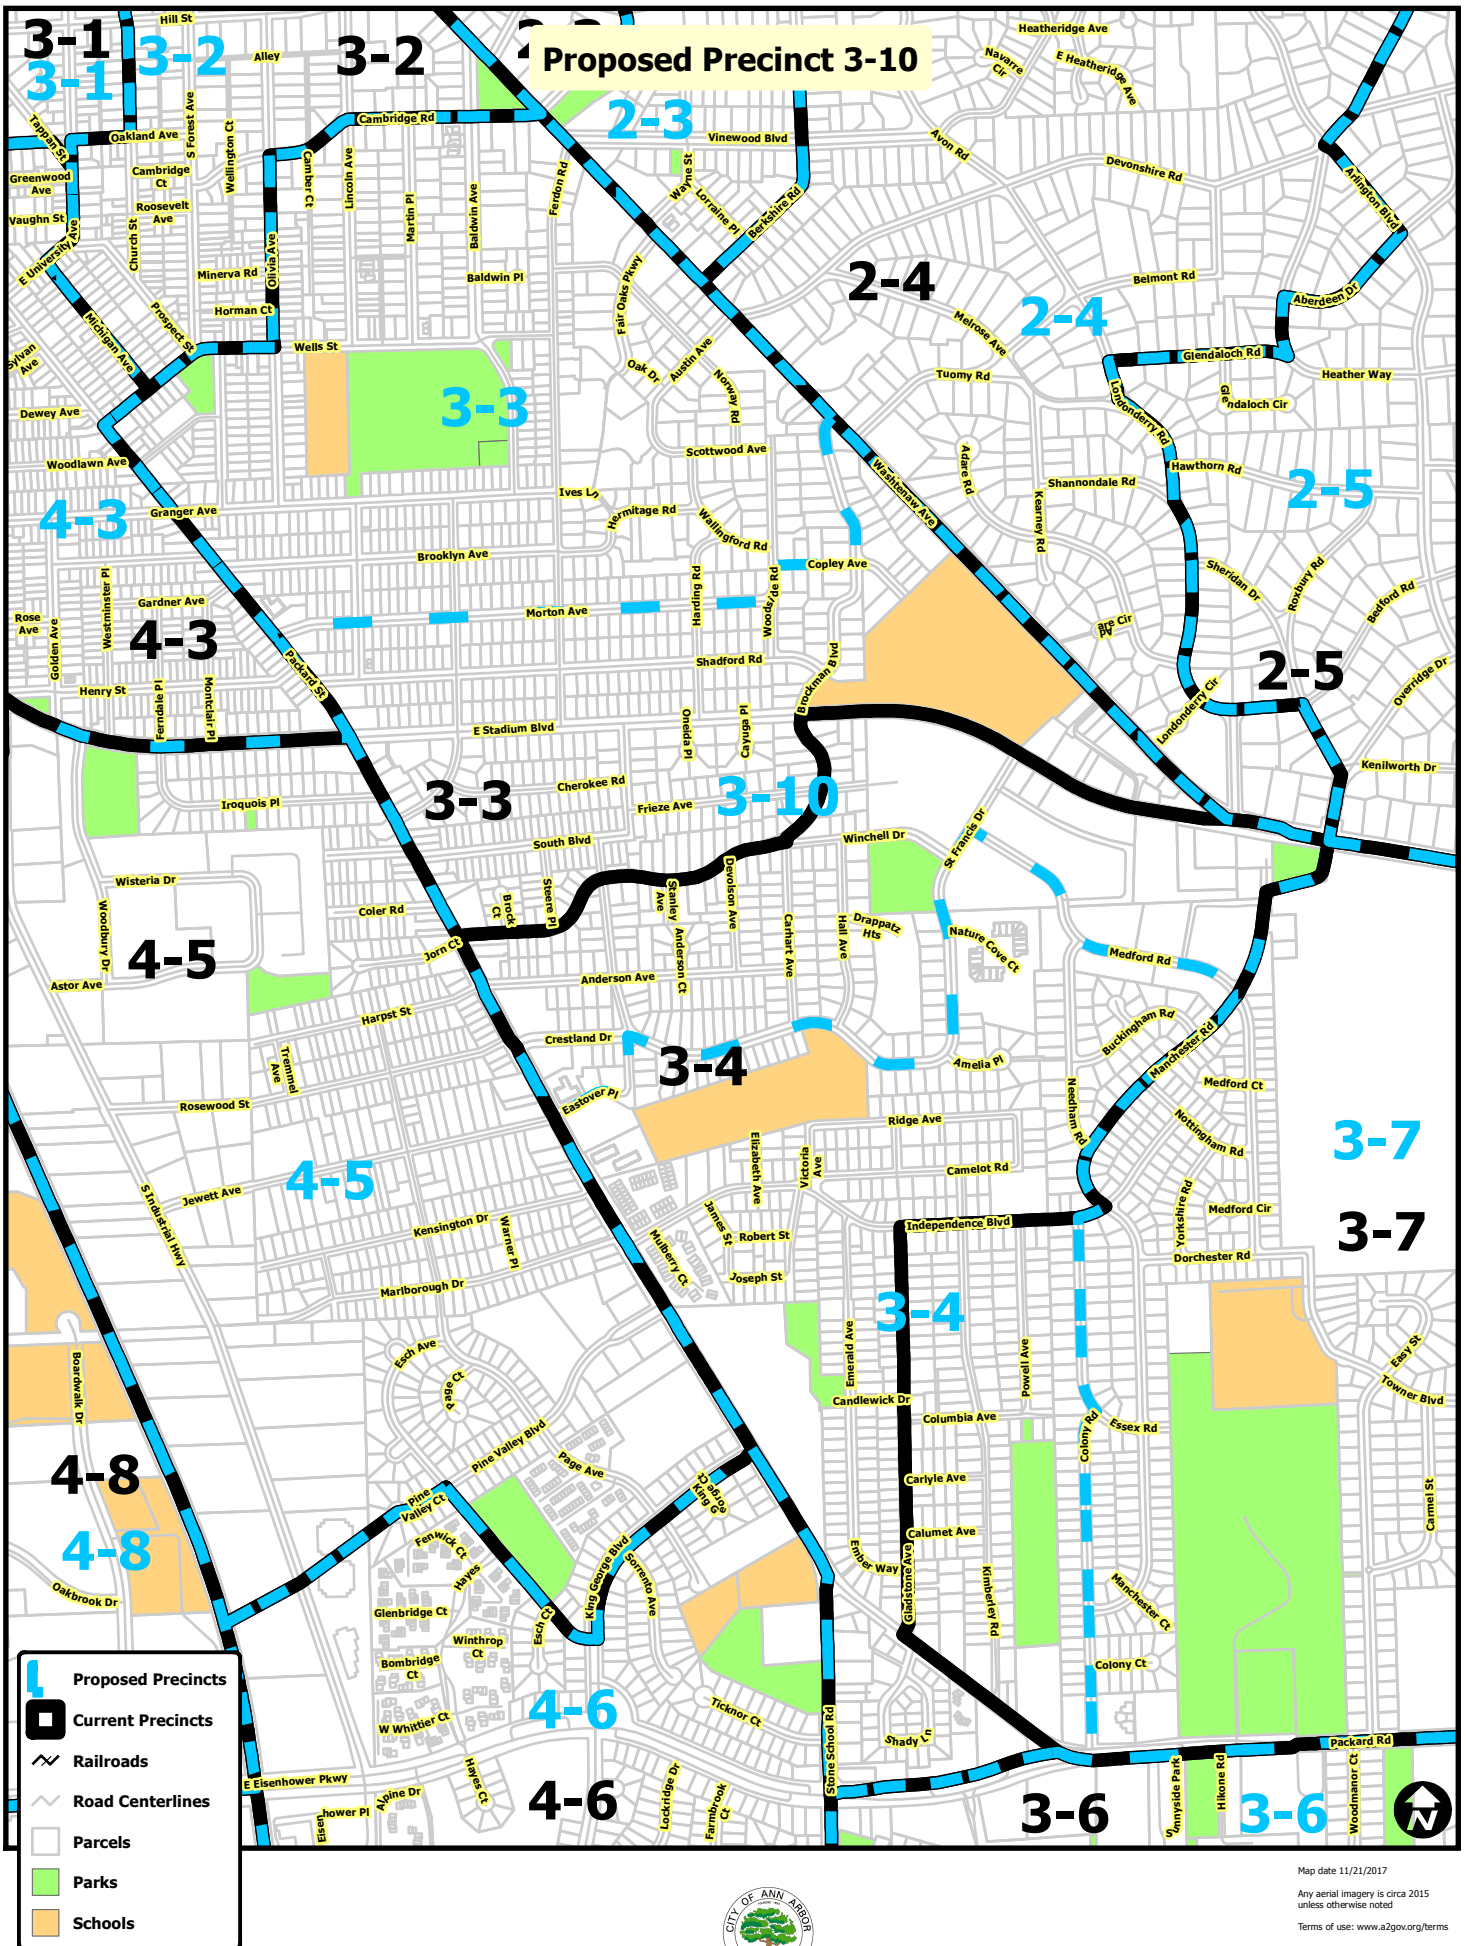 Proposed Precinct 3-10
3-1
3-1
3-2
3-2
Hill St
Alley
2-3
Heatheridge Ave
Navarre
Cir
E Heatheridge
Ave
Tappan St
Oakland Ave
S Forest Ave
Wellington Ct
Cambridge Rd
Vinewood Blvd
Avon Rd
Devonshire Rd
Arlington Blvd
Greenwood
Ave
Cambridge
Ct
Camber Ct
Lincoln Ave
Ferdon Rd
Wayne St
Lorraine Pl
Berkshire Rd
Vaughn St
Roosevelt
Ave
Martin Pl
Baldwin Ave
E University Ave
Church St
Minerva Rd
Olivia Ave
Baldwin Pl
Fair Oaks Pkwy
2-4
2-4
Belmont Rd
Aberdeen Dr
Horman Ct
Prospect St
Michigan Ave
Wells St
Melrose Ave
Glendaloch Rd
Sylvan
Ave
Oak Dr
Austin Ave
Norway
Rd
Tuomy Rd
Heather Way
Glendaloch Cir
Londonderry Rd
Dewey Ave
3-3
Woodlawn Ave
Scottwood Ave
Washtenaw Ave
Adare Rd
Shannondale Rd
Hawthorn Rd
2-5
4-3
Granger Ave
Ives Ln
Hermitage Rd
Wallingford Rd
Kearney Rd
Brooklyn Ave
Copley Ave
Sheridan Dr
Roxbury Rd
Bedford Rd
Westminster Pl
Gardner Ave
Rose
Ave
Golden Ave
4-3
Morton Ave
Harding Rd
Woodside Rd
Adare Cir
Packard St
Shadford Rd
Brockman Blvd
2-5
Overridge Dr
Henry St
Ferndale Pl
Montclair Pl
E Stadium Blvd
Oneida Pl
Cayuga Pl
Londonderry Cir
Kenilworth Dr
Iroquois Pl
3-3
Cherokee Rd
Frieze Ave
3-10
South Blvd
Winchell Dr
St Francis Dr
Wisteria Dr
Woodbury Dr
Coler Rd
Brock
Ct
Steere Pl
Stanley
Ave
Devolson Ave
Carhart Ave
Hall Ave
Drappatz
Hts
Nature Cove Ct
Medford Rd
4-5
Jorn Ct
Anderson Ave
Anderson Ct
Astor Ave
Harpst St
Crestland Dr
3-4
Buckingham Rd
Manchester Rd
Amelia Pl
Tremmel
Ave
Rosewood St
Eastover Pl
Medford Ct
Needham Rd
Nottingham Rd
3-7
Ridge Ave
Elizabeth Ave
Victoria
Ave
Camelot Rd
4-5
Jewett Ave
S Industrial Hwy
Kensington Dr
Warner Pl
James St
Robert St
Mulberry Ct
Independence Blvd
Yorkshire Rd
Medford Cir
3-7
Dorchester Rd
Marlborough Dr
Joseph St
3-4
Emerald Ave
Powell Ave
Esch Ave
Boardwalk Dr
Page Ct
Candlewick Dr
Columbia Ave
Colony Rd
Essex Rd
Easy St
Towner Blvd
Pine Valley Blvd
Page Ave
4-8
Pine
Valley Ct
King George Ct
Carlyle Ave
Carmel St
4-8
Fenwick Ct
Hayes
King George Blvd
Sorrento Ave
Calumet Ave
Ember Way
Gladstone Ave
Kimberley Rd
Manchester Ct
Oakbrook Dr
Glenbridge Ct
Winthrop
Ct
Esch Ct
Bombridge
Ct
Colony Ct
4-6
W Whittier Ct
Ticknor Ct
Stone School Rd
Shady Ln
Packard Rd
E Eisenhower Pkwy
Hayes Ct
Alpine Dr
Eisenhower Pl
4-6
Lockridge Dr
Farmbrook
Ct
3-6
Sunnyside Park
Hikone Rd
3-6
Woodmanor Ct
N
Proposed Precincts
Current Precincts
Railroads
Road Centerlines
Parcels
Parks
Schools
CITY OF ANN ARBOR
Map date 11/21/2017
Any aerial imagery is circa 2015
unless otherwise noted
Terms of use: www.a2gov.org/terms